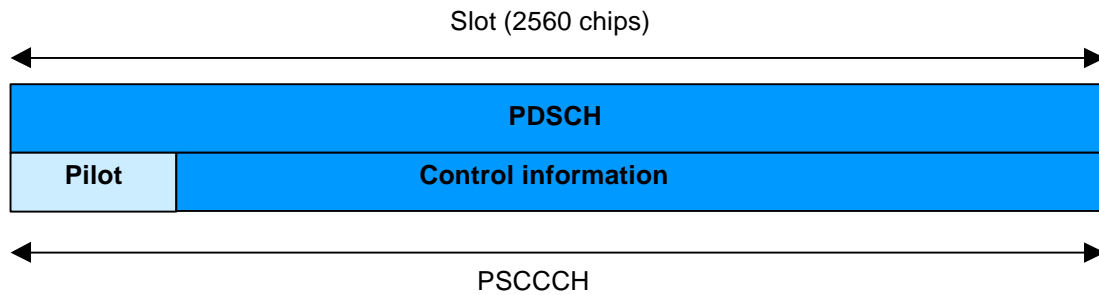 Slot (2560 chips)
PDSCH
Pilot Control information
PSCCCH